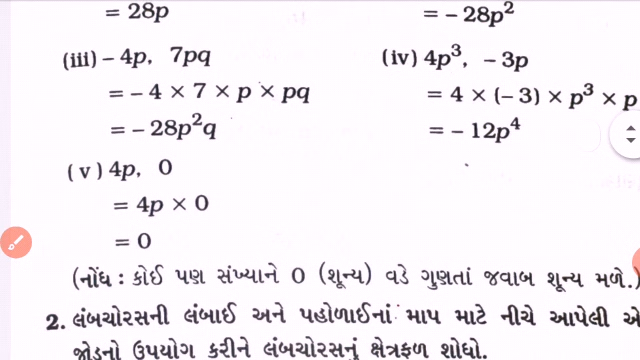 = 28p
= – 28p²
(iii) – 4p, 7pq
= – 4 × 7 × p × pq
= – 28p²q
(iv) 4p³, – 3p
= 4 × (– 3) × p³ × p
= – 12p⁴
(v) 4p, 0
= 4p × 0
= 0
(નોંધ : કોઈ પણ સંખ્યાને 0 (શૂન્ય) વડે ગુણતાં જવાબ શૂન્ય મળે.)
2. લંબચોરસની લંબાઈ અને પહોળાઈનાં માપ માટે નીચે આપેલી એ
જોડનો ઉપયોગ કરીને લંબચોરસનું ક્ષેત્રફળ શોધો.